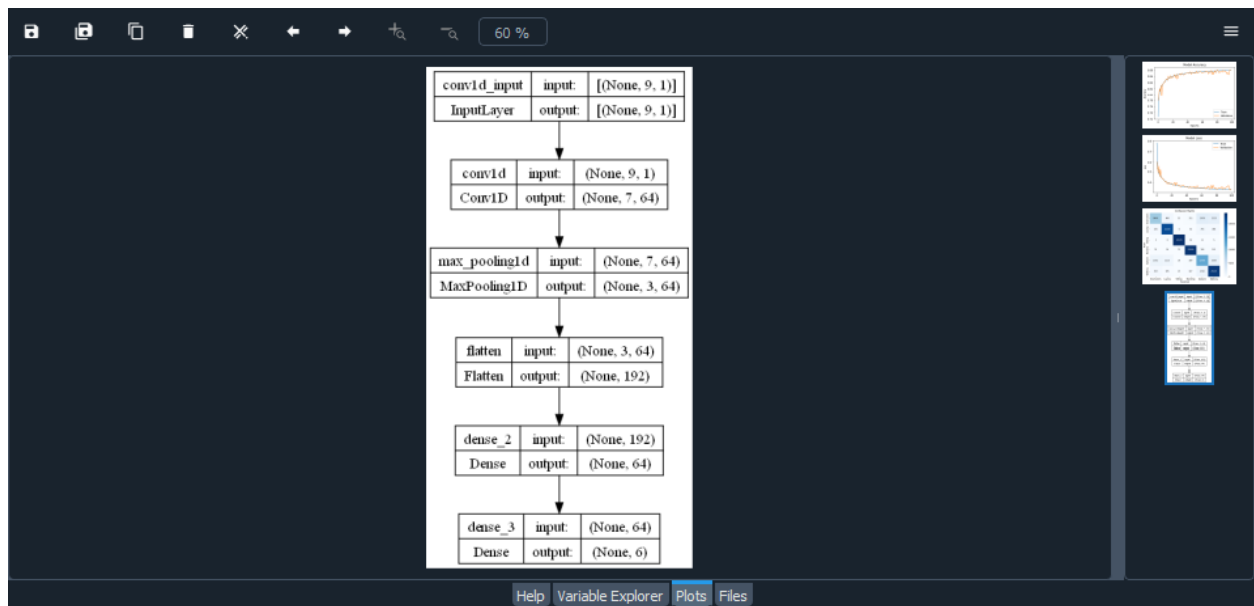 60 %
conv1d_input input: [(None, 9, 1)]
InputLayer output: [(None, 9, 1)]
conv1d input: (None, 9, 1)
Conv1D output: (None, 7, 64)
max_pooling1d input: (None, 7, 64)
MaxPooling1D output: (None, 3, 64)
flatten input: (None, 3, 64)
Flatten output: (None, 192)
dense_2 input: (None, 192)
Dense output: (None, 64)
dense_3 input: (None, 64)
Dense output: (None, 6)
Help Variable Explorer Plots Files